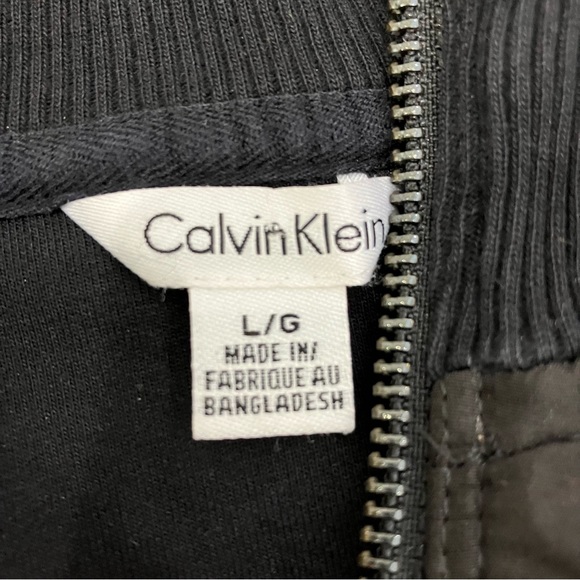 Calvin Klein
L/G
MADE IN/
FABRIQUE AU
BANGLADESH